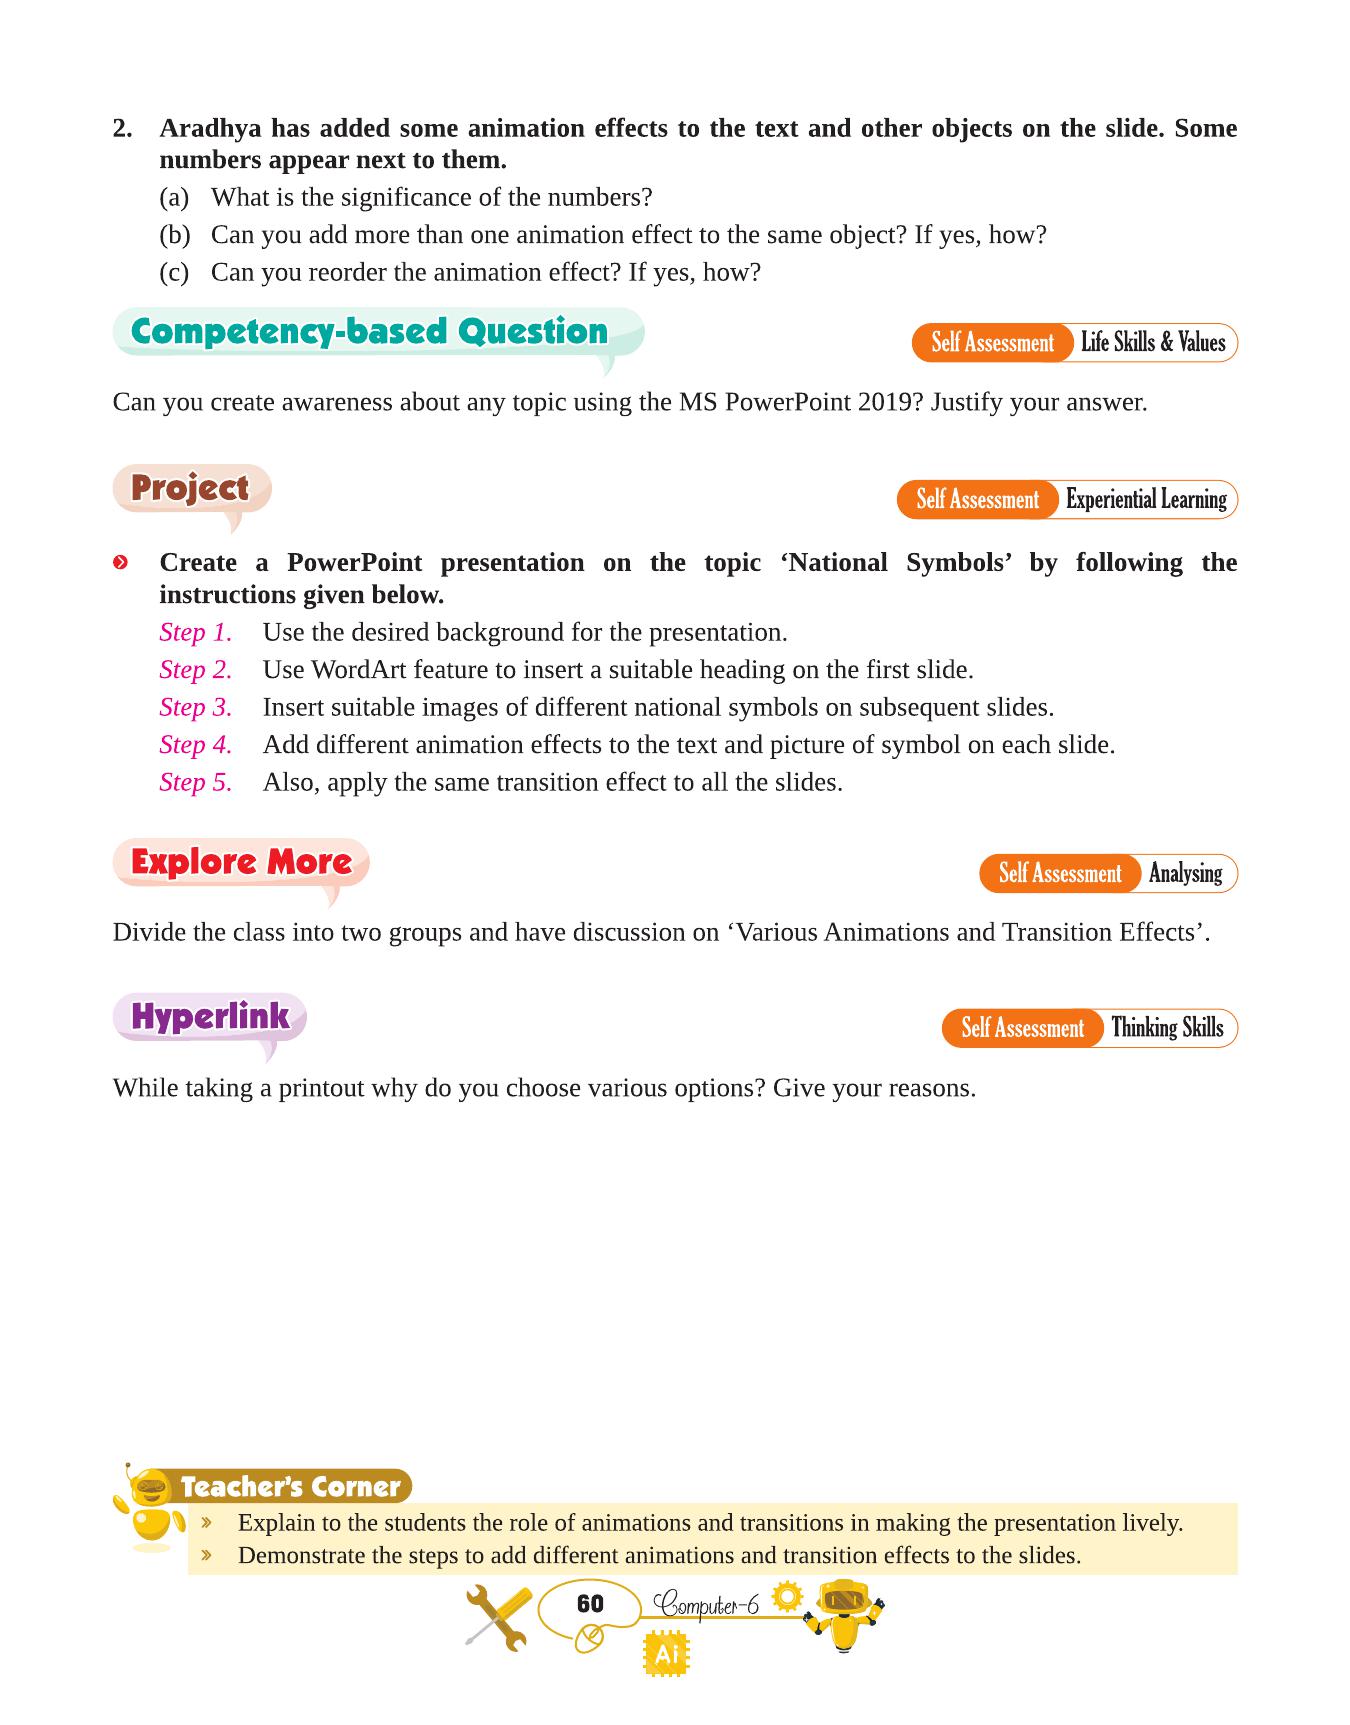 2. Aradhya has added some animation effects to the text and other objects on the slide. Some
numbers appear next to them.
(a) What is the significance of the numbers?
(b) Can you add more than one animation effect to the same object? If yes, how?
(c) Can you reorder the animation effect? If yes, how?
Competency-based Question
Self Assessment Life Skills & Values
Can you create awareness about any topic using the MS PowerPoint 2019? Justify your answer.
Project
Self Assessment Experiential Learning
Create a PowerPoint presentation on the topic ‘National Symbols’ by following the
instructions given below.
Step 1. Use the desired background for the presentation.
Step 2. Use WordArt feature to insert a suitable heading on the first slide.
Step 3. Insert suitable images of different national symbols on subsequent slides.
Step 4. Add different animation effects to the text and picture of symbol on each slide.
Step 5. Also, apply the same transition effect to all the slides.
Explore More
Self Assessment Analysing
Divide the class into two groups and have discussion on ‘Various Animations and Transition Effects’.
Hyperlink
Self Assessment Thinking Skills
While taking a printout why do you choose various options? Give your reasons.
Teacher's Corner
» Explain to the students the role of animations and transitions in making the presentation lively.
» Demonstrate the steps to add different animations and transition effects to the slides.
60 Computer-6
Ai